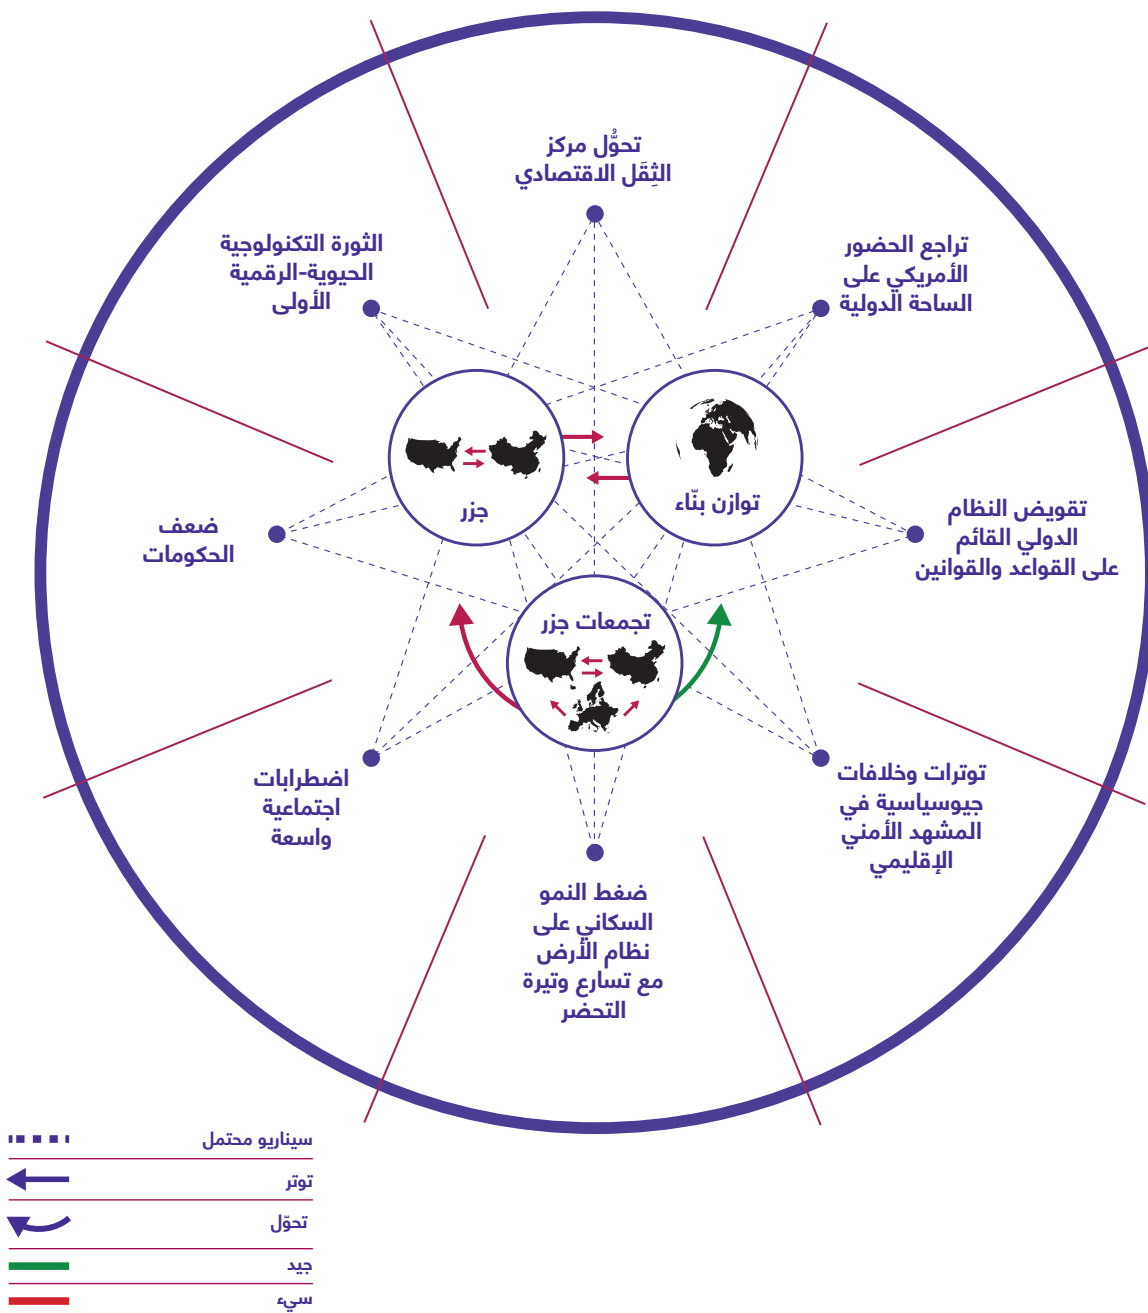 تحوُّل مركز
الثِقَل الاقتصادي
تراجع الحضور
الأمريكي على
الساحة الدولية
الثورة التكنولوجية
الحيوية-الرقمية
الأولى
جزر
توازن بنّاء
تقويض النظام
الدولي القائم
على القواعد والقوانين
ضعف
الحكومات
تجمعات جزر
توترات وخلافات
جيوسياسية في
المشهد الأمني
الإقليمي
اضطرابات
اجتماعية
واسعة
ضغط النمو
السكاني على
نظام الأرض
مع تسارع وتيرة
التحضر
سيناريو محتمل
توتر
تحوّل
جيد
سيء